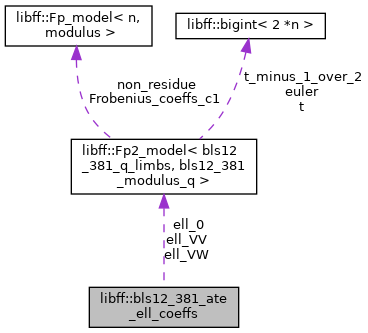 libff::Fp_model< n,
modulus >
libff::bigint< 2 *n >
non_residue
Frobenius_coeffs_c1
t_minus_1_over_2
euler
t
libff::Fp2_model< bls12
_381_q_limbs, bls12_381
_modulus_q >
ell_0
ell_VV
ell_VW
libff::bls12_381_ate
_ell_coeffs